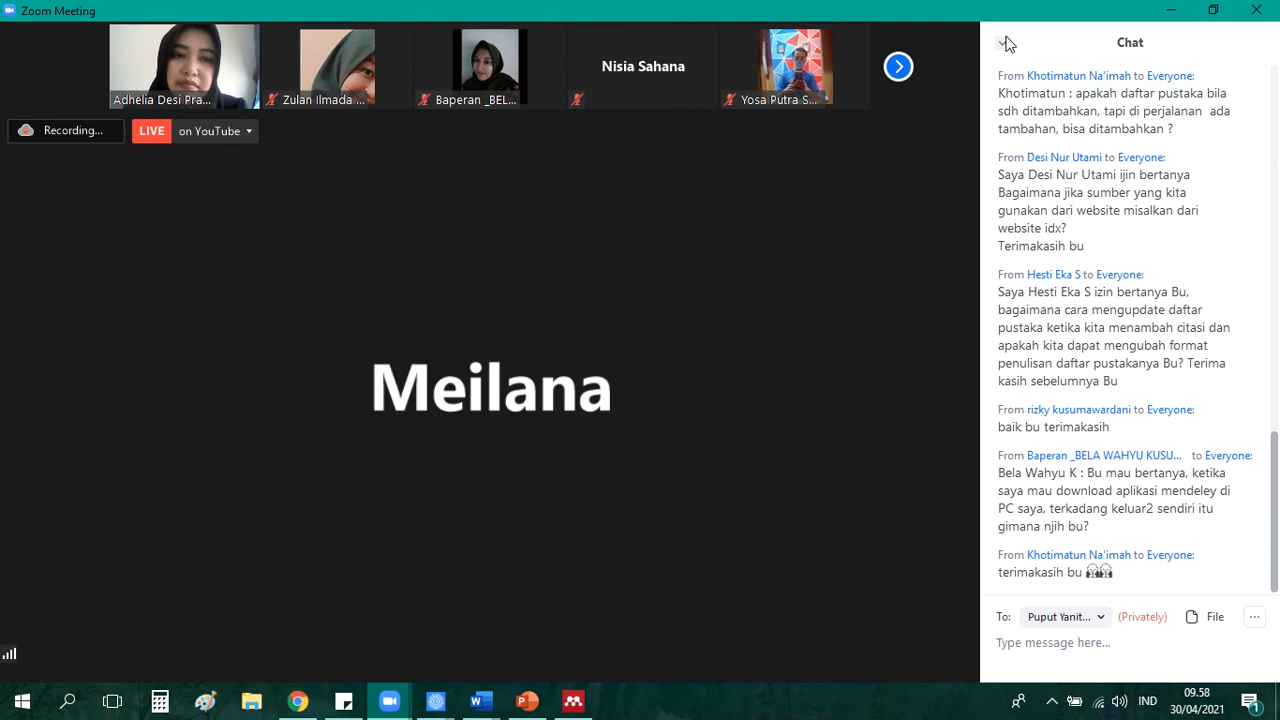 Zoom Meeting
Adhelia Desi Pra...
Zulan Ilmada ...
Baperan _BEL...
Nisia Sahana
Yosa Putra S...
Recording...
LIVE on YouTube
Meilana
Chat
From Khotimatun Na'imah to Everyone:
Khotimatun : apakah daftar pustaka bila
sdh ditambahkan, tapi di perjalanan ada
tambahan, bisa ditambahkan ?
From Desi Nur Utami to Everyone:
Saya Desi Nur Utami ijin bertanya
Bagaimana jika sumber yang kita
gunakan dari website misalkan dari
website idx?
Terimakasih bu
From Hesti Eka S to Everyone:
Saya Hesti Eka S izin bertanya Bu,
bagaimana cara mengupdate daftar
pustaka ketika kita menambah citasi dan
apakah kita dapat mengubah format
penulisan daftar pustakanya Bu? Terima
kasih sebelumnya Bu
From rizky kusumawardani to Everyone:
baik bu terimakasih
From Baperan _BELA WAHYU KUSU... to Everyone:
Bela Wahyu K : Bu mau bertanya, ketika
saya mau download aplikasi mendeley di
PC saya, terkadang keluar2 sendiri itu
gimana njih bu?
From Khotimatun Na'imah to Everyone:
terimakasih bu
To: Puput Yanit... (Privately) File
Type message here...
IND
09.58
30/04/2021
1